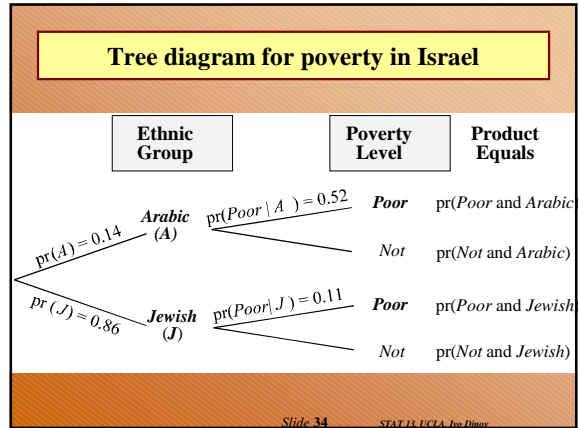 Tree diagram for poverty in Israel
Ethnic
Group
Poverty
Level
Product
Equals
pr(A) = 0.14
Arabic
(A)
pr(Poor | A ) = 0.52
Poor
pr(Poor and Arabic)
Not
pr(Not and Arabic)
pr (J) = 0.86
Jewish
(J)
pr(Poor| J ) = 0.11
Poor
pr(Poor and Jewish)
Not
pr(Not and Jewish)
Slide 34
STAT 13, UCLA, Ivo Dinov